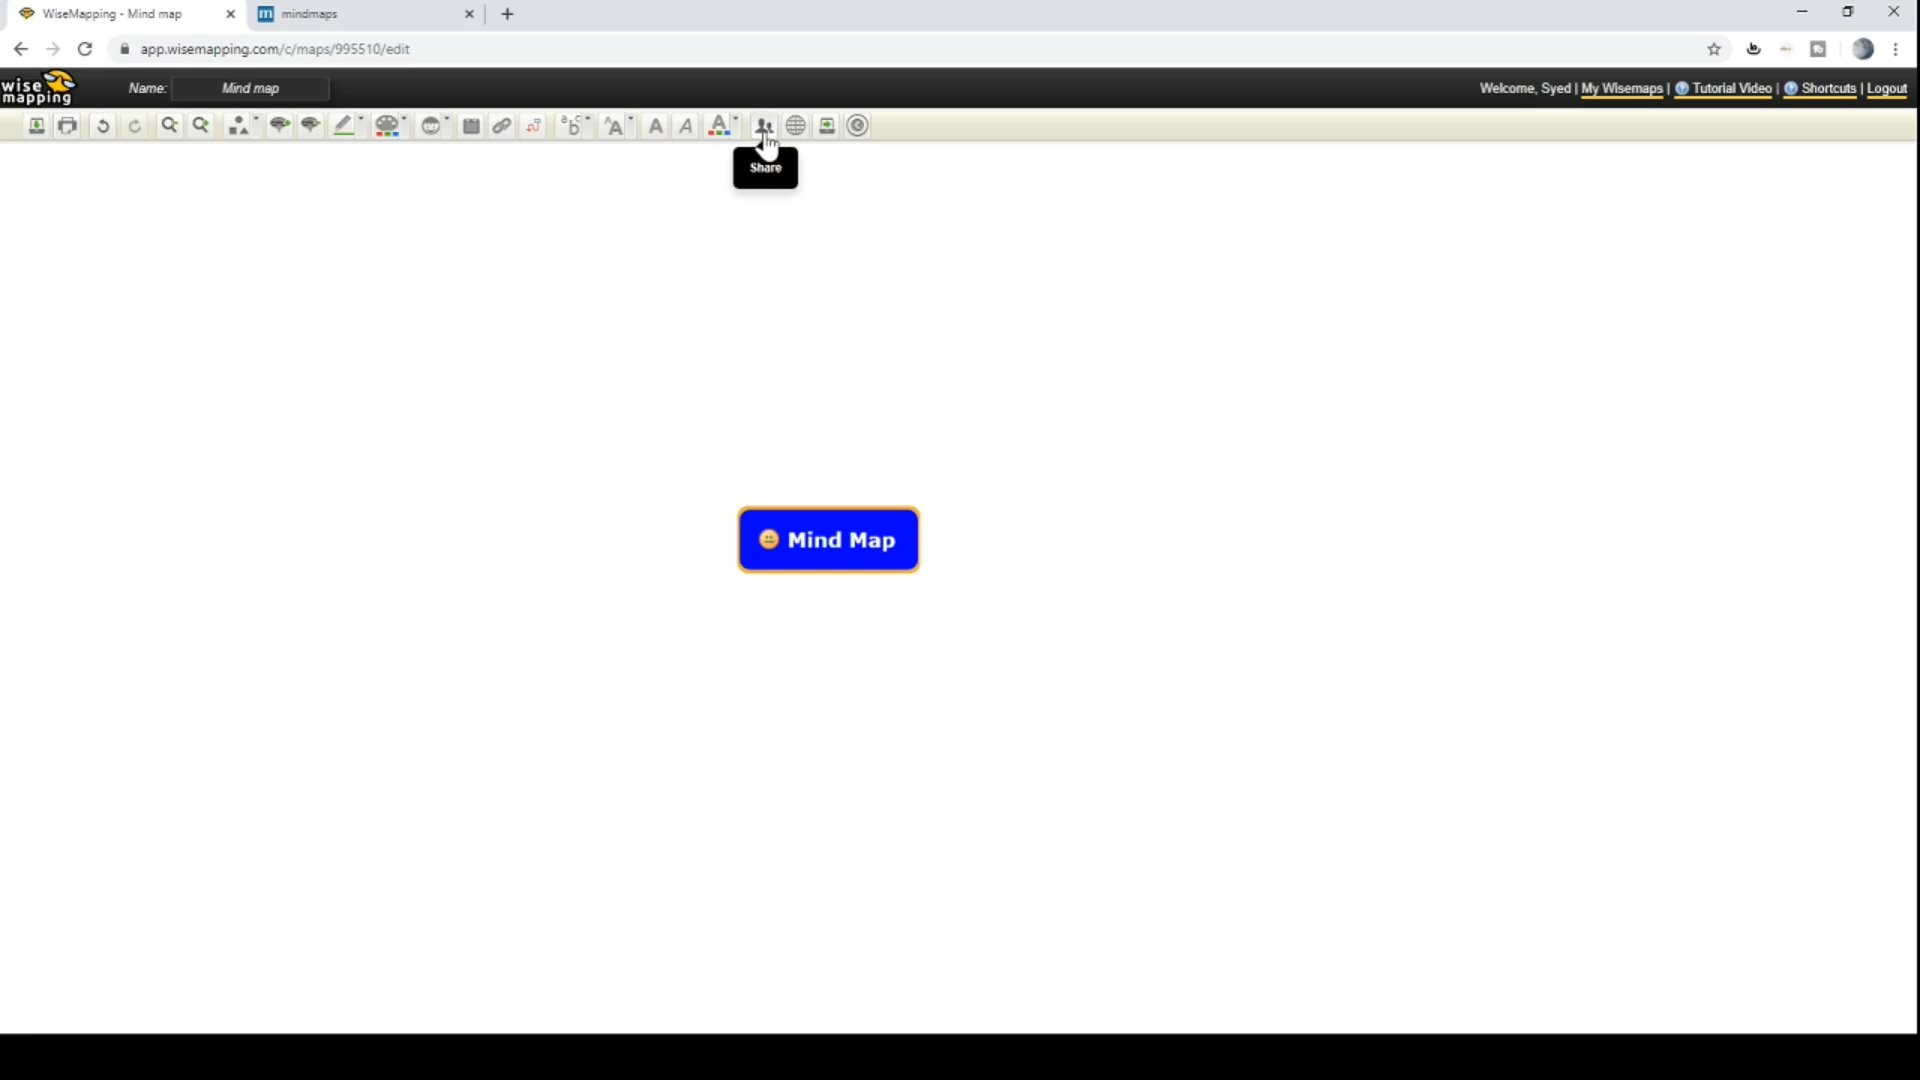 WiseMapping - Mind map
mindmaps
app.wisemapping.com/c/maps/995510/edit
wise
mapping
Name: Mind map
Welcome, Syed | My Wisemaps | Tutorial Video | Shortcuts | Logout
Share
Mind Map